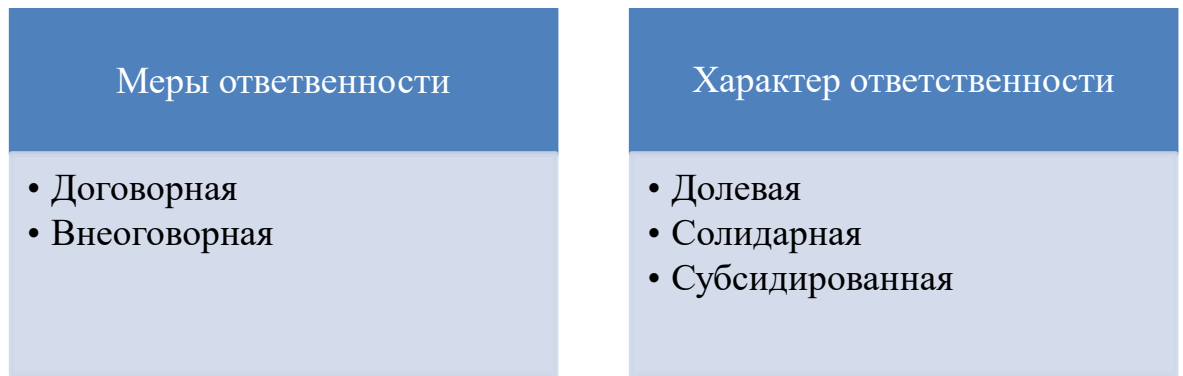 Меры ответвенности
• Договорная
• Внеоговорная
Характер ответственности
• Долевая
• Солидарная
• Субсидированная